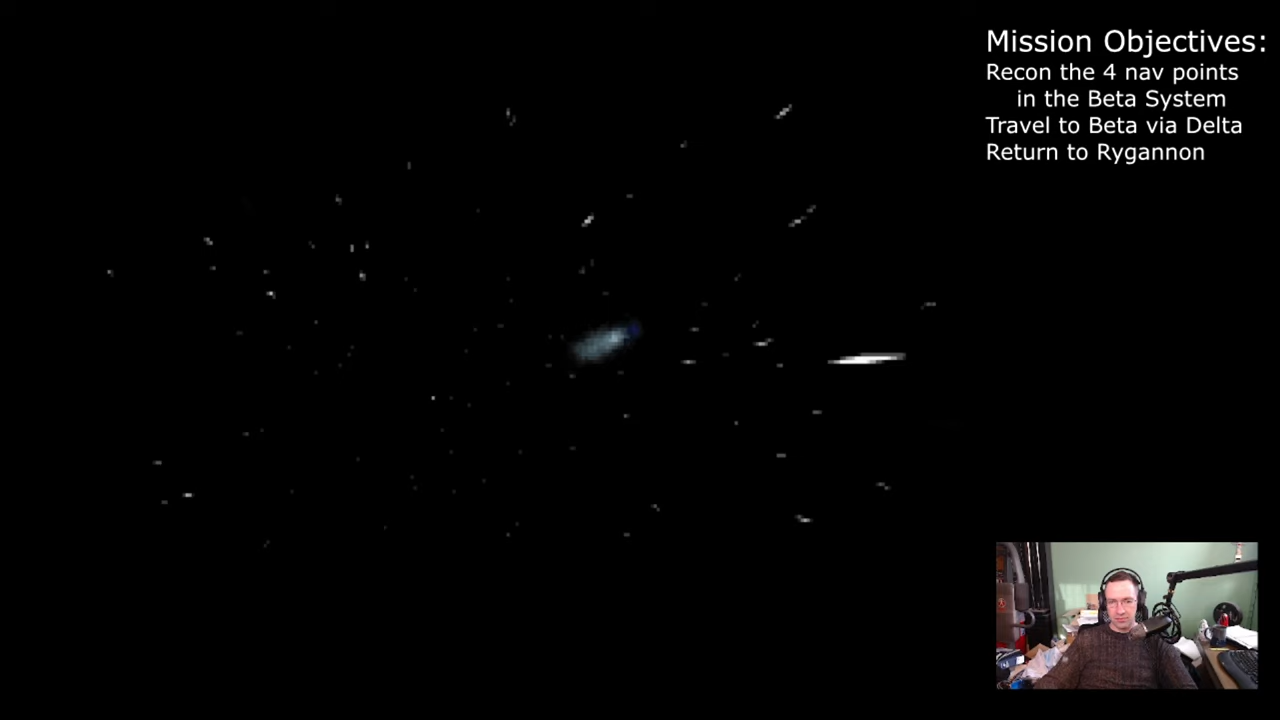 Mission Objectives:
Recon the 4 nav points
in the Beta System
Travel to Beta via Delta
Return to Rygannon